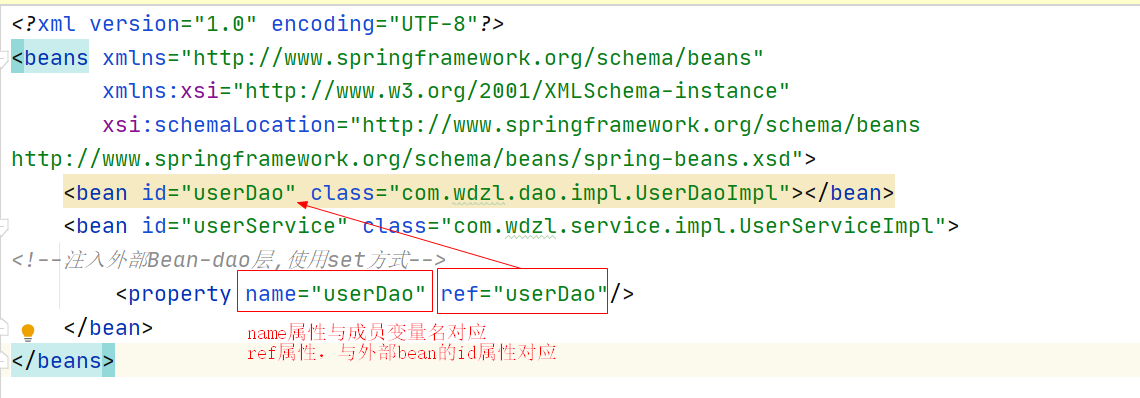 <?xml version="1.0" encoding="UTF-8"?>
<beans xmlns="http://www.springframework.org/schema/beans"
xmlns:xsi="http://www.w3.org/2001/XMLSchema-instance"
xsi:schemaLocation="http://www.springframework.org/schema/beans
http://www.springframework.org/schema/beans/spring-beans.xsd">
<bean id="userDao" class="com.wdzl.dao.impl.UserDaoImpl"></bean>
<bean id="userService" class="com.wdzl.service.impl.UserServiceImpl">
<!--注入外部Bean-dao层,使用set方式-->
<property name="userDao" ref="userDao"/>
</bean>
name属性与成员变量名对应
ref属性．与外部bean的id属性对应
</beans>